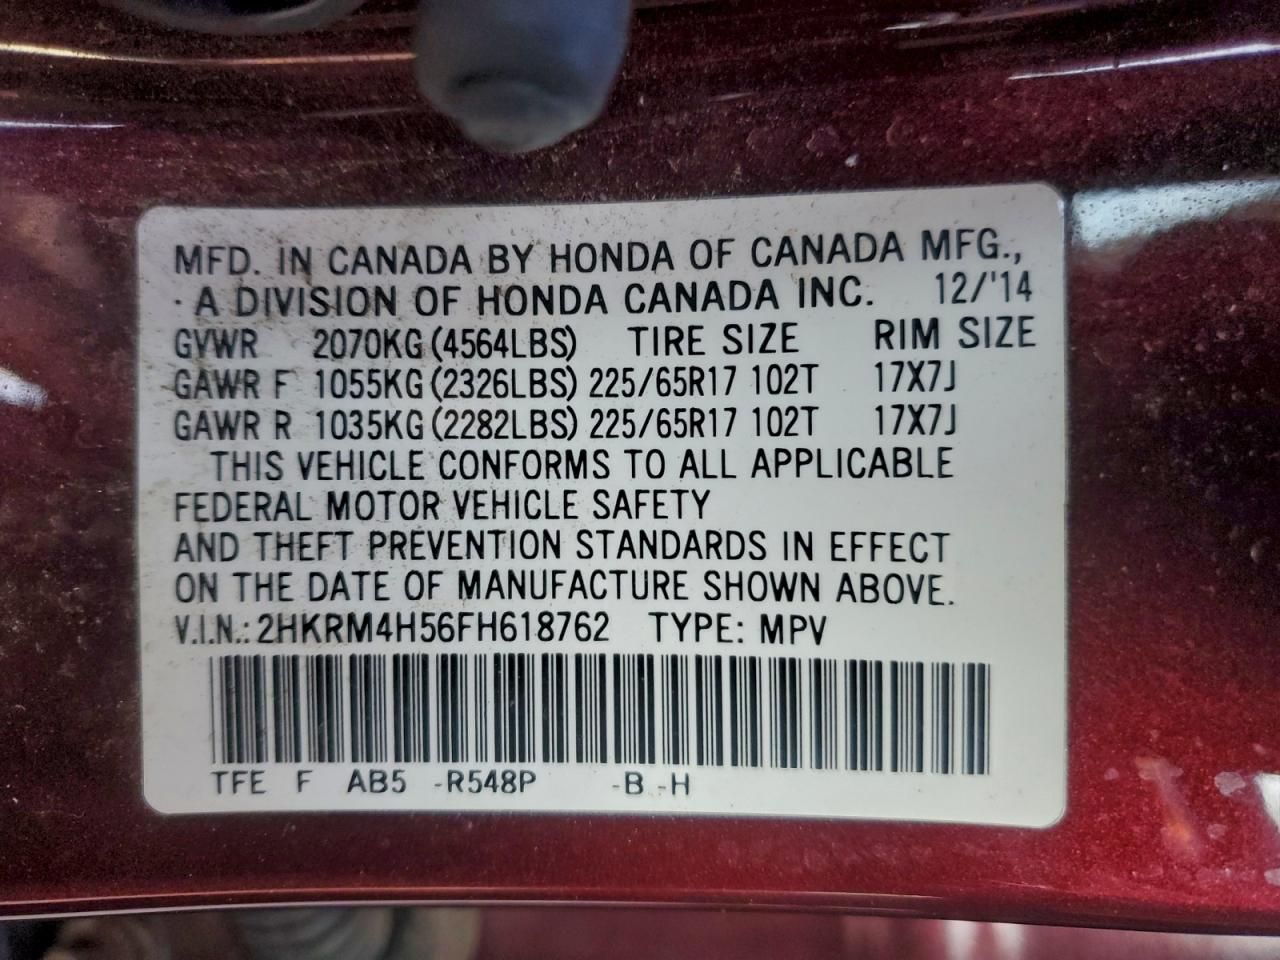 MFD. IN CANADA BY HONDA OF CANADA MFG.,
· A DIVISION OF HONDA CANADA INC. 12/'14
GVWR 2070KG (4564LBS) TIRE SIZE RIM SIZE
GAWR F 1055KG (2326LBS) 225/65R17 102T 17X7J
GAWR R 1035KG (2282LBS) 225/65R17 102T 17X7J
THIS VEHICLE CONFORMS TO ALL APPLICABLE
FEDERAL MOTOR VEHICLE SAFETY
AND THEFT PREVENTION STANDARDS IN EFFECT
ON THE DATE OF MANUFACTURE SHOWN ABOVE.
V.I.N.: 2HKRM4H56FH618762 TYPE: MPV
TFE F AB5 -R548P -B -H